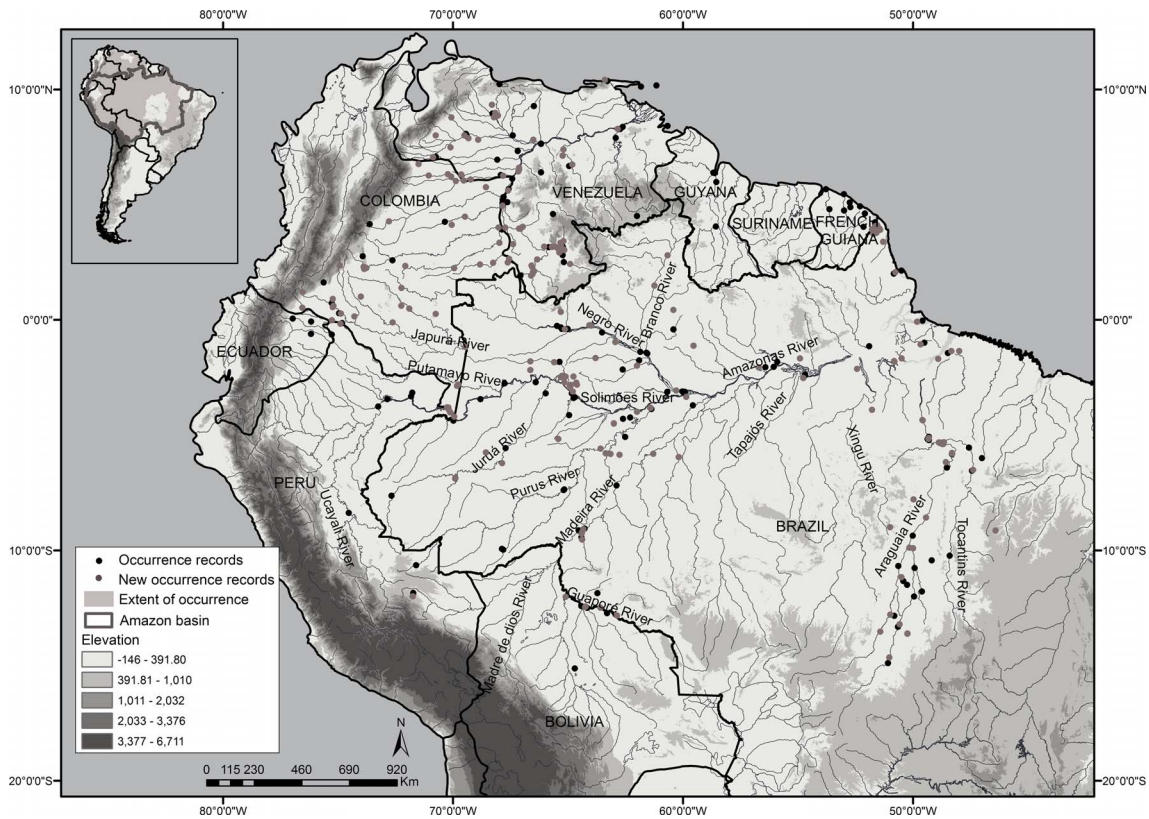 80°0'0"W
70°0'0"W
60°0'0"W
50°0'0"W
10°0'0"N
10°0'0"N
COLOMBIA
VENEZUELA
GUYANA
SURINAME
FRENCH
GUIANA
0°0'0"
0°0'0"
ECUADOR
Japurá River
Putamayo River
Negro River
Branco River
Solimões River
Amazonas River
Tapajós River
Xingú River
Juruá River
Purus River
Madeira River
PERU
Ucayali River
BRAZIL
Araguaia River
Tocantins River
10°0'0"S
10°0'0"S
Guaporé River
Madre de dios River
BOLIVIA
Occurrence records
New occurrence records
Extent of occurrence
Amazon basin
Elevation
-146 - 391.80
391.81 - 1,010
1,011 - 2,032
2,033 - 3,376
3,377 - 6,711
N
0 115 230 460 690 920
Km
20°0'0"S
20°0'0"S
80°0'0"W
70°0'0"W
60°0'0"W
50°0'0"W